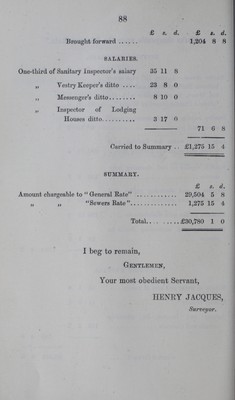 88
£ s. d. £ s. d.
Brought forward ...... 1,204 8 8
SALARIES.
One-third of Sanitary Inspector's salary 35 11 8
„ Vestry Keeper's ditto .... 23 8 0
„ Messenger's ditto........ 8 10 0
„ Inspector of Lodging
Houses ditto.......... 3 17 0
71 6 8
Carried to Summary .. £1,275 15 4
SUMMARY.
£ s. d.
Amount chargeable to "General Rate" ............ 29,504 5 8
„ „ "Sewers Rate".............. 1,275 15 4
Total.. ........£30,780 1 0
I beg to remain,
GENTLEMEN,
Your most obedient Servant,
HENRY JACQUES,
Surveyor.